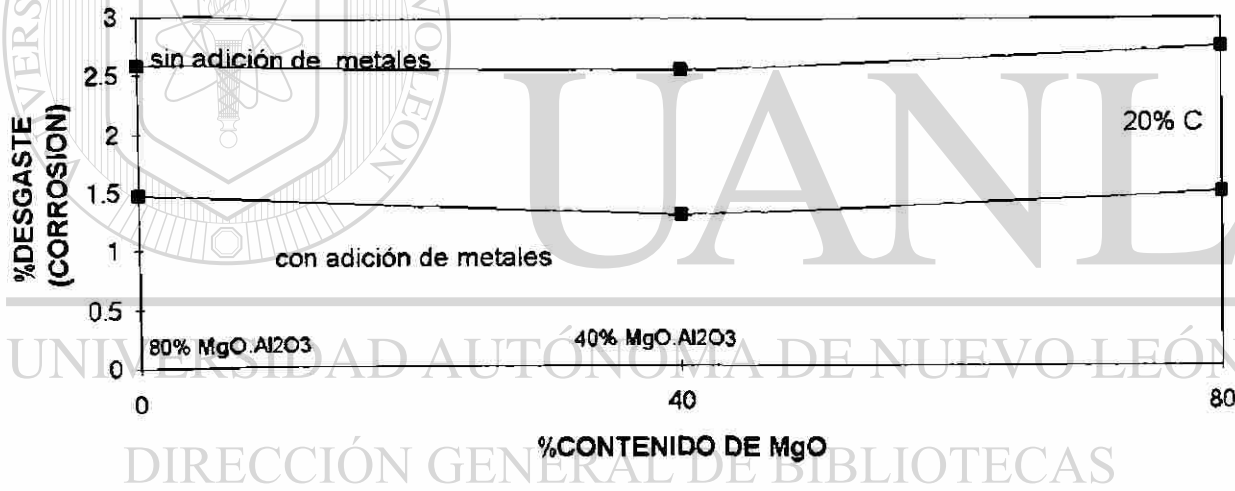 %DESGASTE
(CORROSION)
3
2.5
2
1.5
1
0.5
0
sin adición de metales
20% C
con adición de metales
80% MgO.Al2O3
40% MgO.Al2O3
0
40
80
%CONTENIDO DE MgO
UANL
UNIVERSIDAD AUTÓNOMA DE NUEVO LEÓN
DIRECCIÓN GENERAL DE BIBLIOTECAS